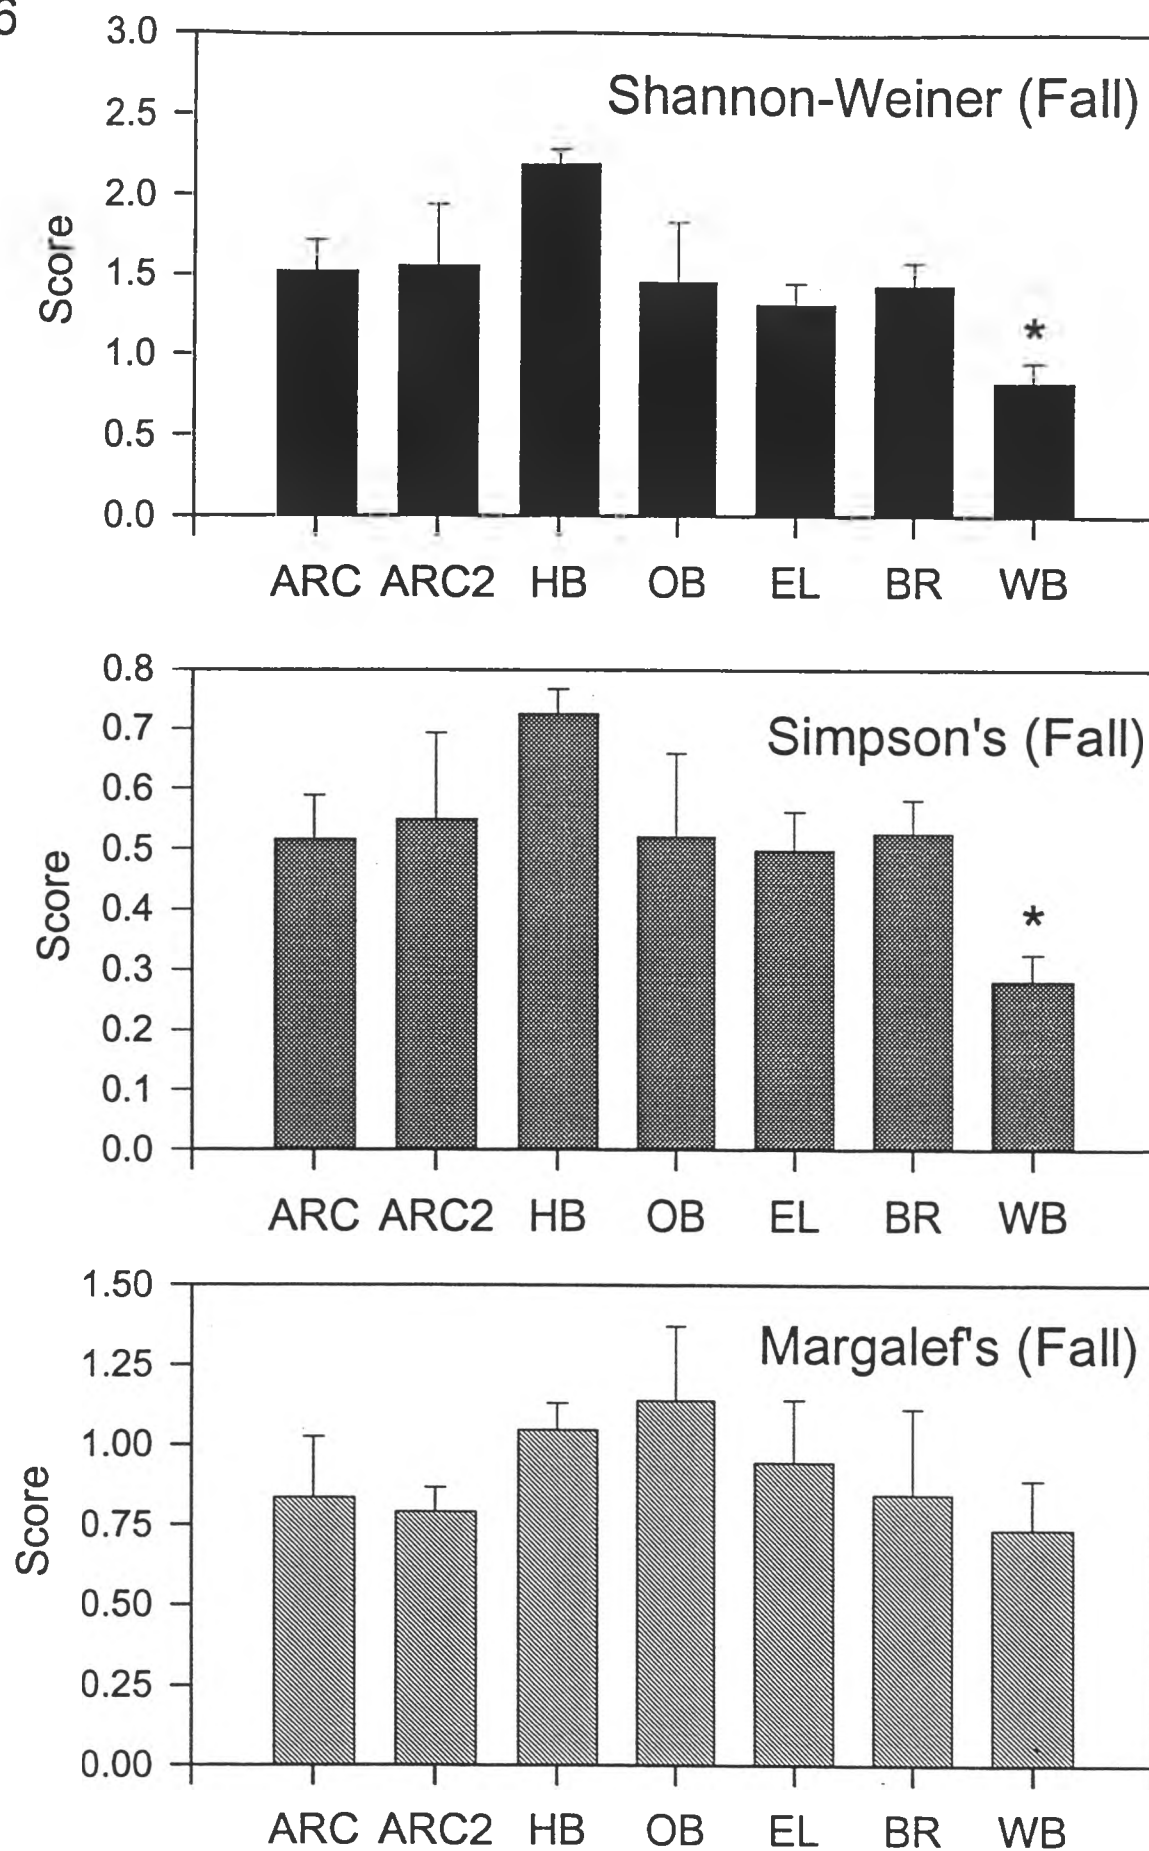 6
3.0
Shannon-Weiner (Fall)
2.5
2.0
1.5
1.0
0.5
0.0
Score
*
ARC ARC2 HB OB EL BR WB
0.8
0.7
Simpson's (Fall)
0.6
0.5
0.4
0.3
0.2
0.1
0.0
Score
*
ARC ARC2 HB OB EL BR WB
1.50
Margalef's (Fall)
1.25
1.00
0.75
0.50
0.25
0.00
Score
ARC ARC2 HB OB EL BR WB